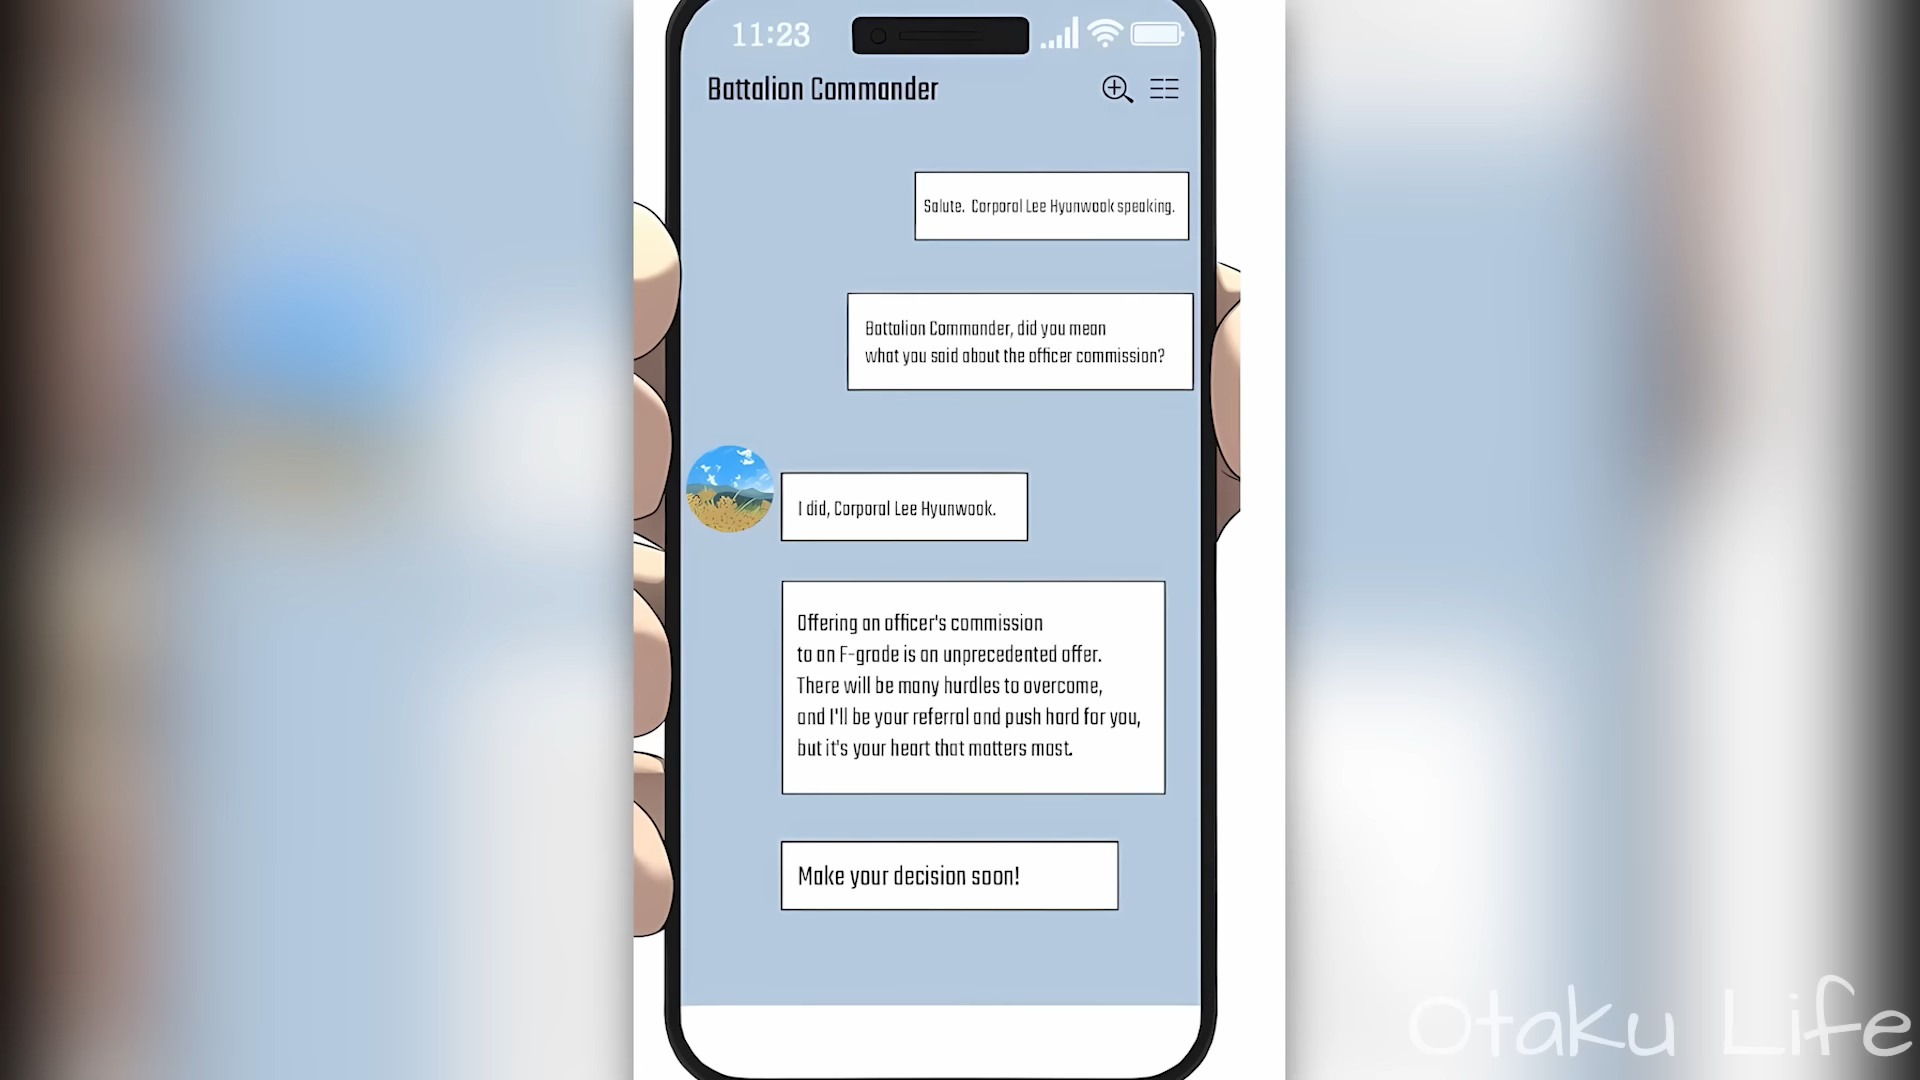 11:23
Battalion Commander
Salute. Corporal Lee Hyunwook speaking.
Battalion Commander, did you mean
what you said about the officer commission?
I did, Corporal Lee Hyunwook.
Offering an officer's commission
to an F-grade is an unprecedented offer.
There will be many hurdles to overcome,
and I'll be your referral and push hard for you,
but it's your heart that matters most.
Make your decision soon!
Otaku Life